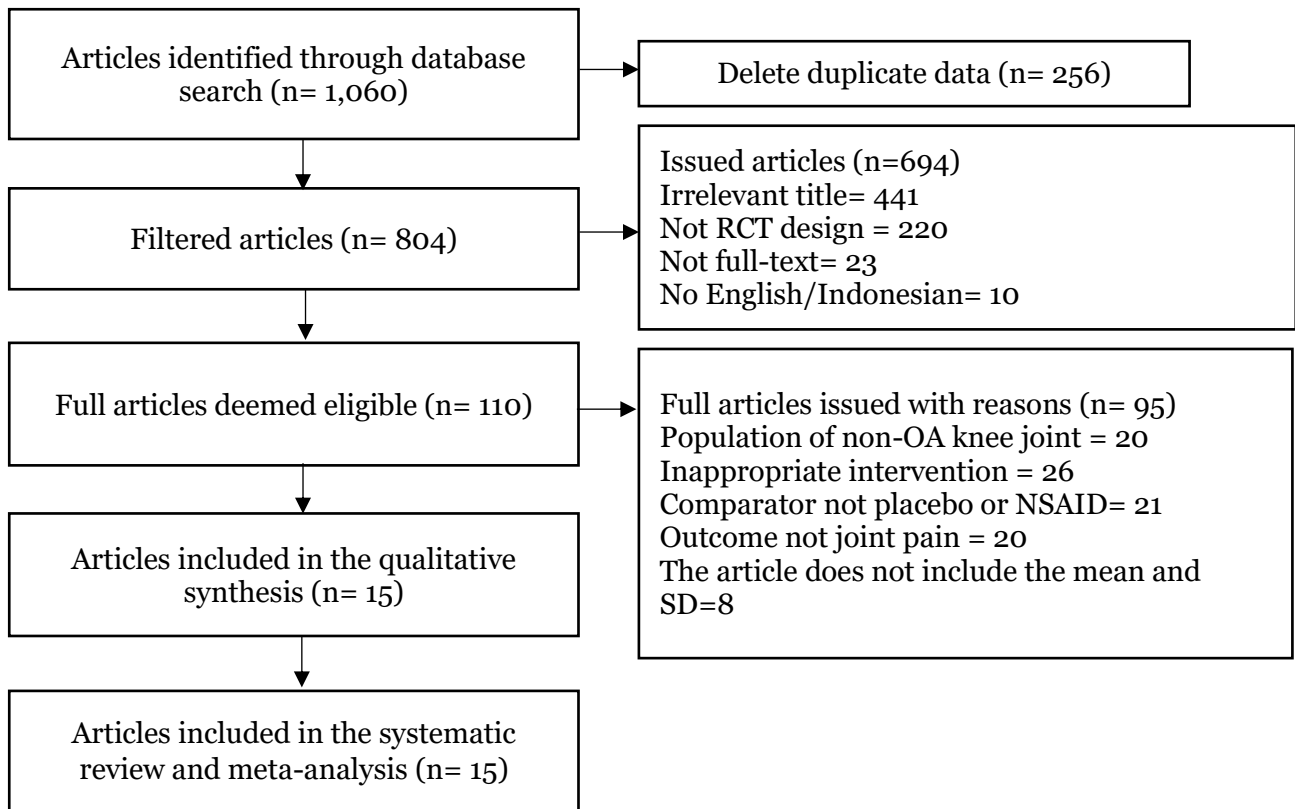 Articles identified through database
search (n= 1,060)
Delete duplicate data (n= 256)
Filtered articles (n= 804)
Issued articles (n=694)
Irrelevant title= 441
Not RCT design = 220
Not full-text= 23
No English/Indonesian= 10
Full articles deemed eligible (n= 110)
Full articles issued with reasons (n= 95)
Population of non-OA knee joint = 20
Inappropriate intervention = 26
Comparator not placebo or NSAID= 21
Outcome not joint pain = 20
The article does not include the mean and
SD=8
Articles included in the qualitative
synthesis (n= 15)
Articles included in the systematic
review and meta-analysis (n= 15)